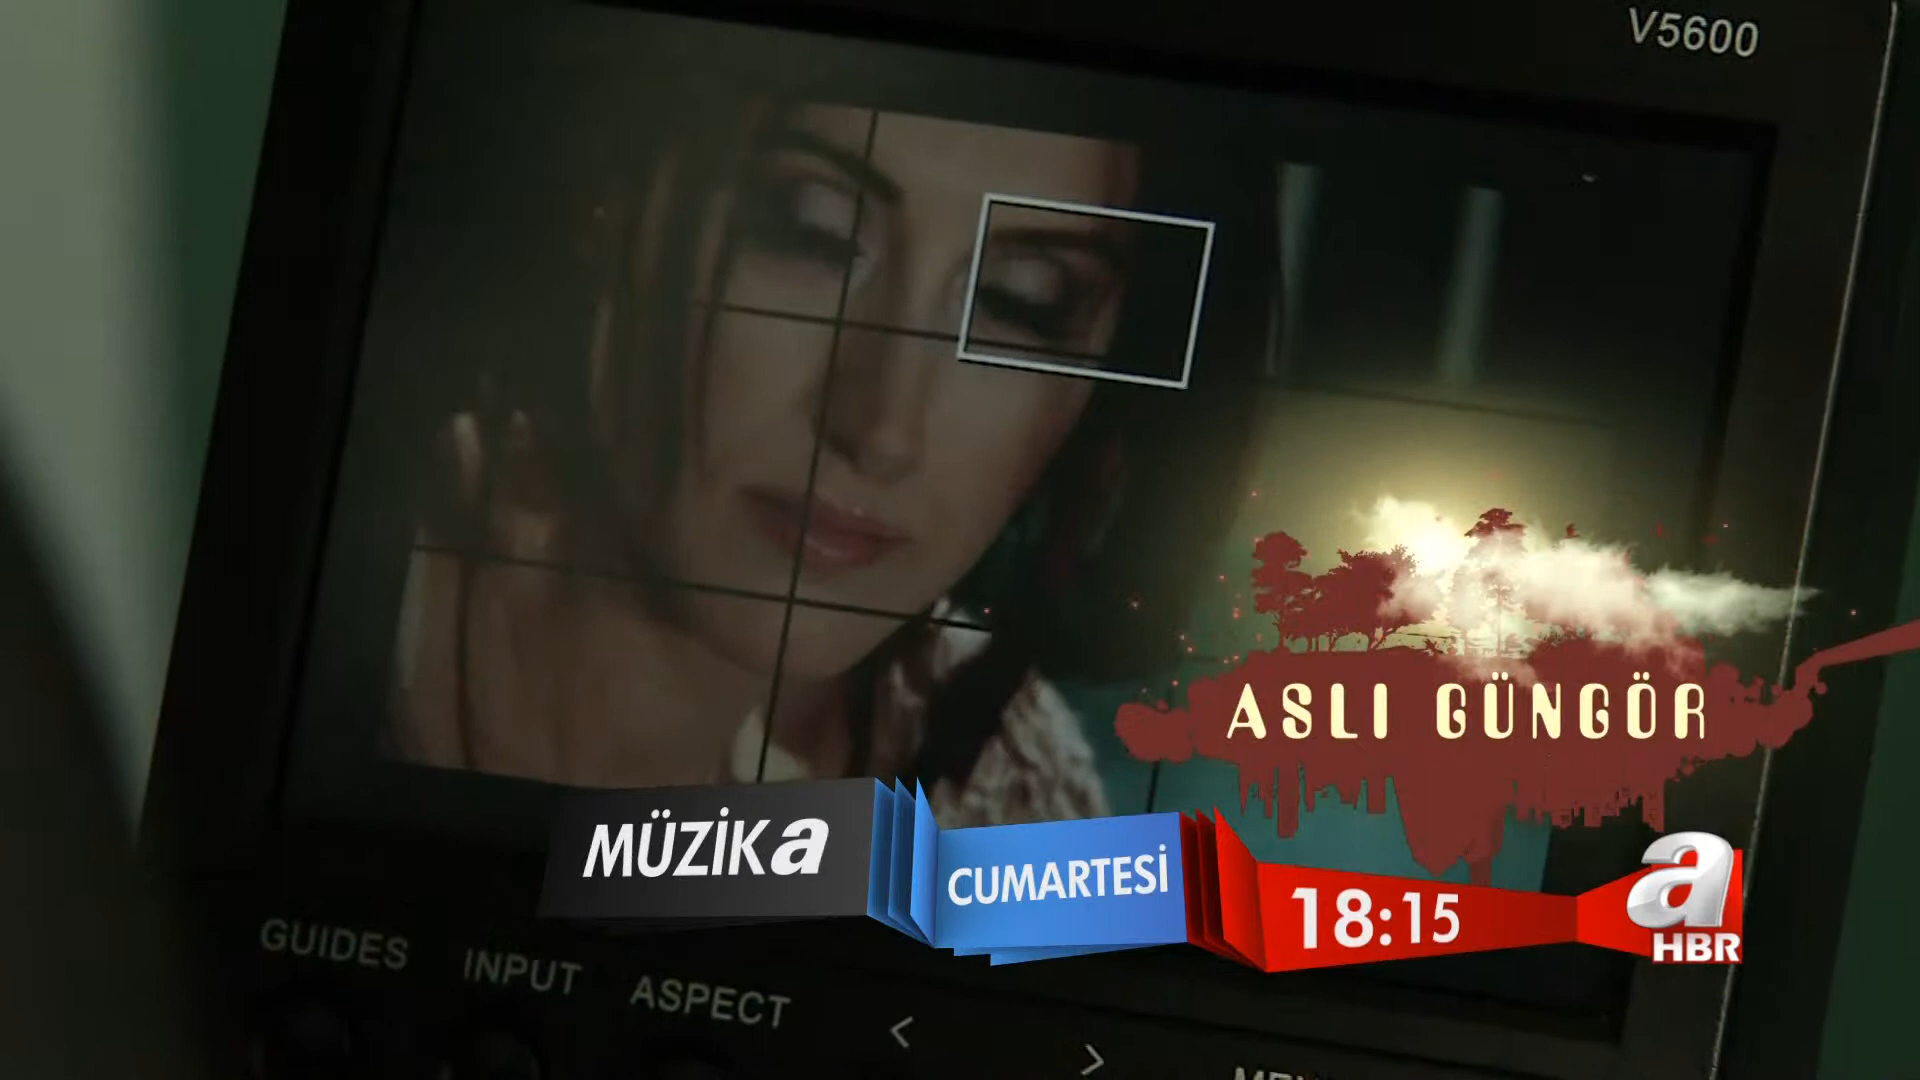 V5600
ASLI GÜNGÖR
MÜZİKa
CUMARTESİ
18:15
a
HBR
GUIDES INPUT ASPECT < >